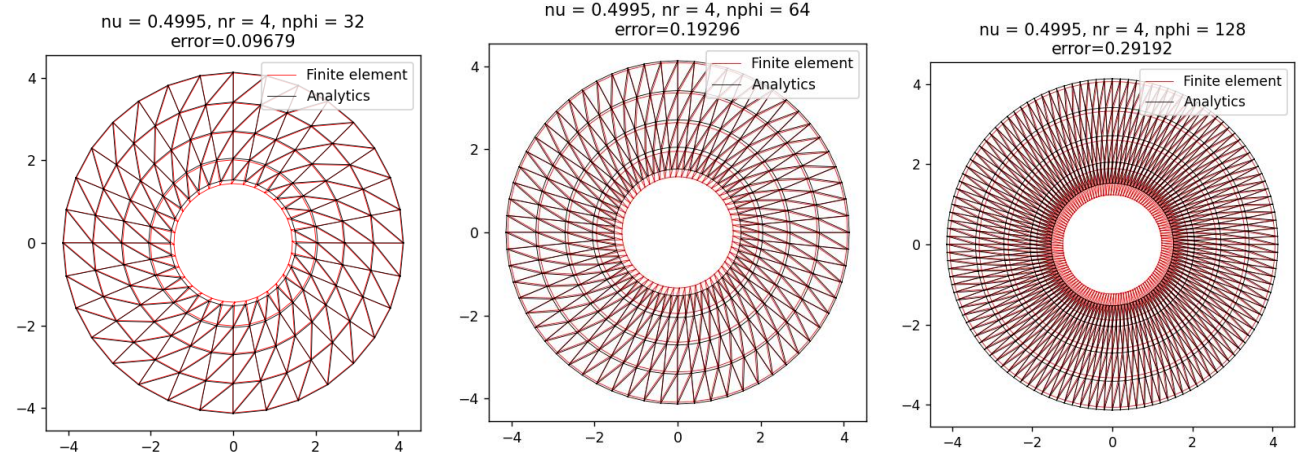 nu = 0.4995, nr = 4, nphi = 32
error=0.09679
Finite element
Analytics
4
2
0
−2
−4
−4
−2
0
2
4
nu = 0.4995, nr = 4, nphi = 64
error=0.19296
Finite element
Analytics
4
2
0
−2
−4
−4
−2
0
2
4
nu = 0.4995, nr = 4, nphi = 128
error=0.29192
Finite element
Analytics
4
2
0
−2
−4
−4
−2
0
2
4